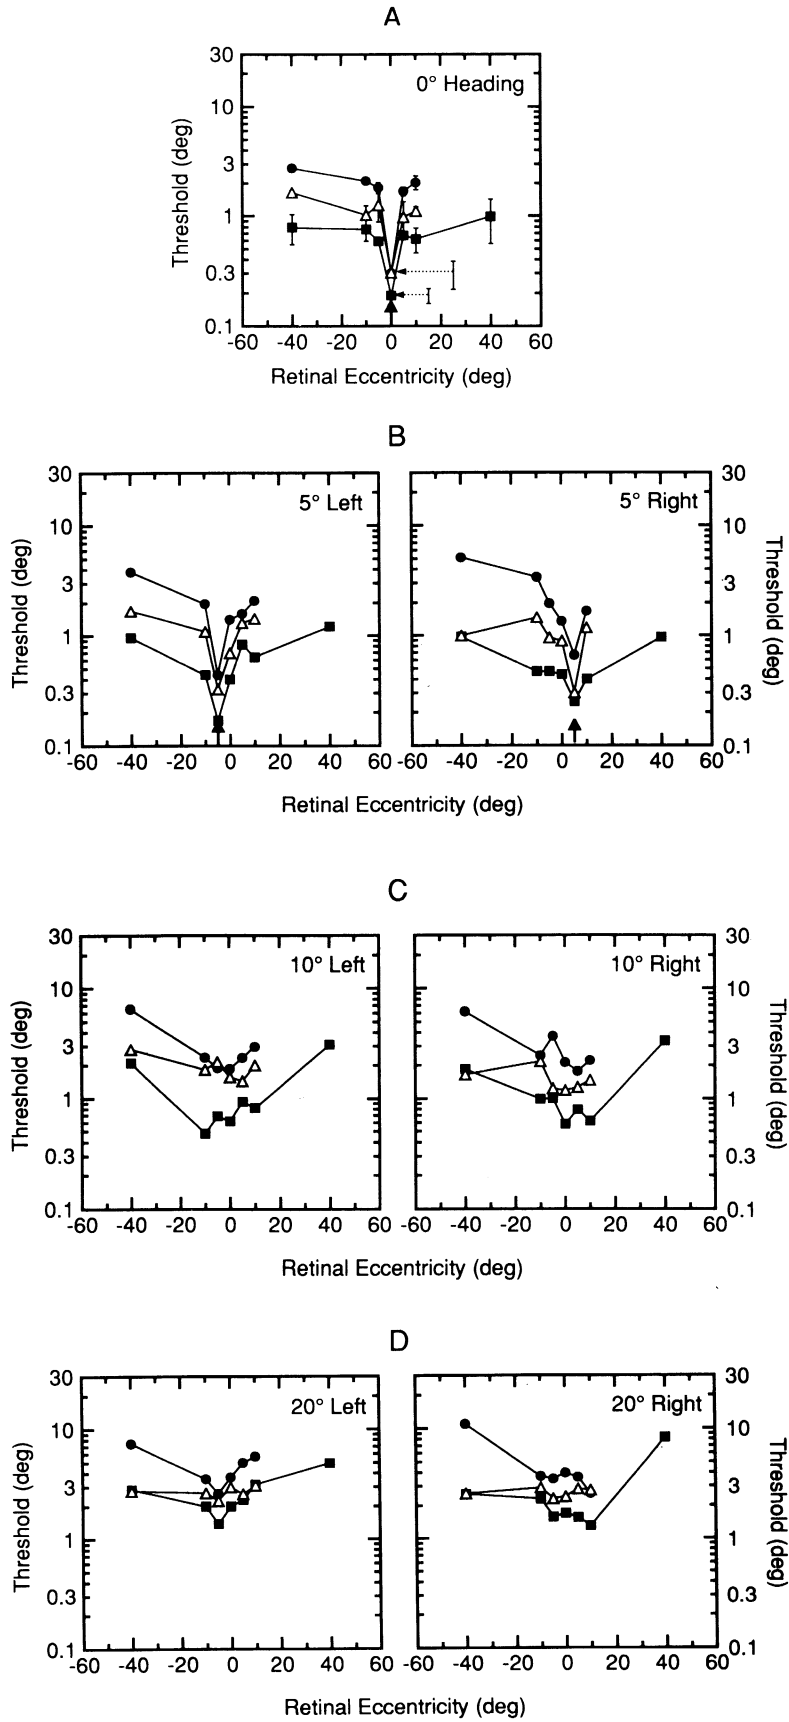 A
0° Heading
30
10
3
1
0.3
0.1
Threshold (deg)
-60 -40 -20 0 20 40 60
Retinal Eccentricity (deg)
B
5° Left
30
10
3
1
0.3
0.1
Threshold (deg)
-60 -40 -20 0 20 40 60
5° Right
30
10
3
1
0.3
0.1
Threshold (deg)
-60 -40 -20 0 20 40 60
Retinal Eccentricity (deg)
C
10° Left
30
10
3
1
0.3
0.1
Threshold (deg)
-60 -40 -20 0 20 40 60
10° Right
30
10
3
1
0.3
0.1
Threshold (deg)
-60 -40 -20 0 20 40 60
Retinal Eccentricity (deg)
D
20° Left
30
10
3
1
0.3
0.1
Threshold (deg)
-60 -40 -20 0 20 40 60
20° Right
30
10
3
1
0.3
0.1
Threshold (deg)
-60 -40 -20 0 20 40 60
Retinal Eccentricity (deg)